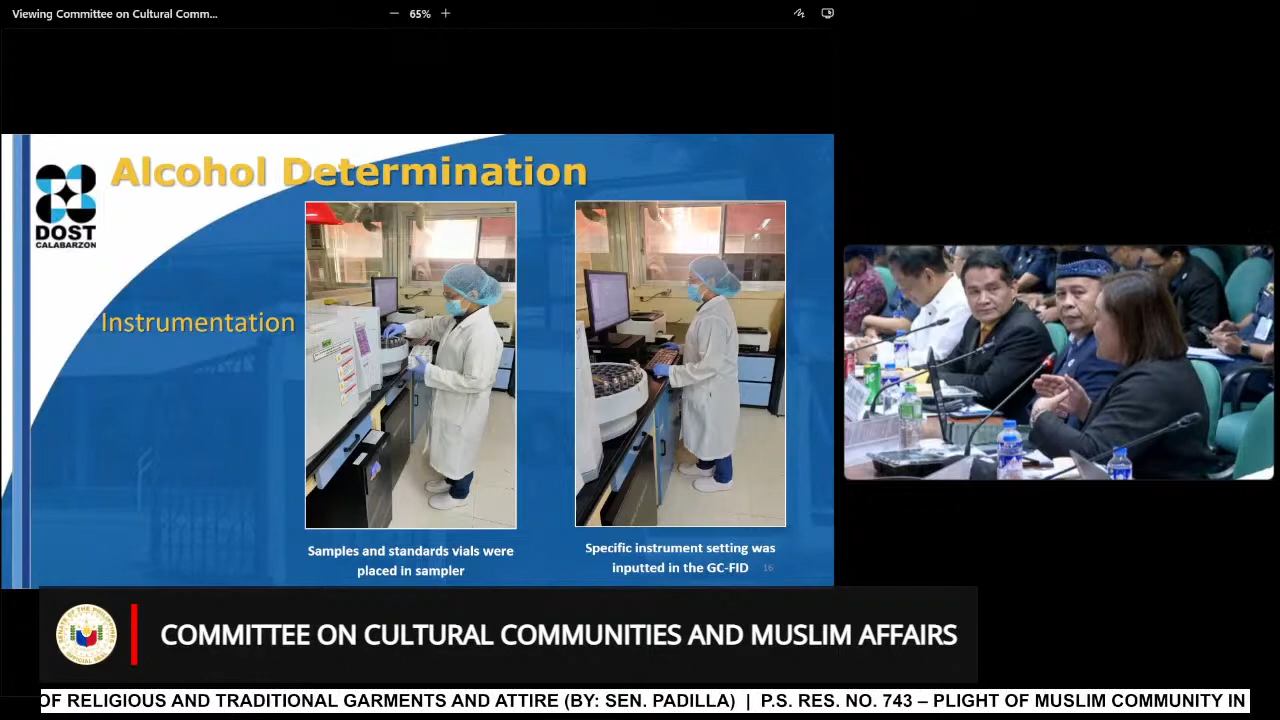 Viewing Committee on Cultural Comm...
65%
Alcohol Determination
DOST
CALABARZON
Instrumentation
Samples and standards vials were
placed in sampler
Specific instrument setting was
inputted in the GC-FID
16
COMMITTEE ON CULTURAL COMMUNITIES AND MUSLIM AFFAIRS
OF RELIGIOUS AND TRADITIONAL GARMENTS AND ATTIRE (BY: SEN. PADILLA) | P.S. RES. NO. 743 – PLIGHT OF MUSLIM COMMUNITY IN